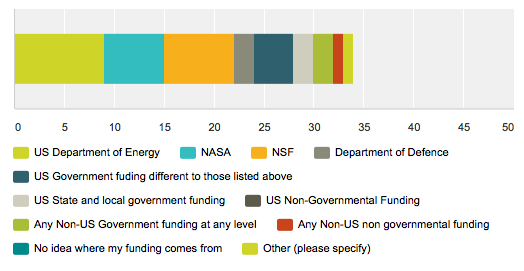 0 5 10 15 20 25 30 35 40 45 50
US Department of Energy NASA NSF Department of Defence
US Government fuding different to those listed above
US State and local government funding US Non-Governmental Funding
Any Non-US Government funding at any level Any Non-US non governmental funding
No idea where my funding comes from Other (please specify)